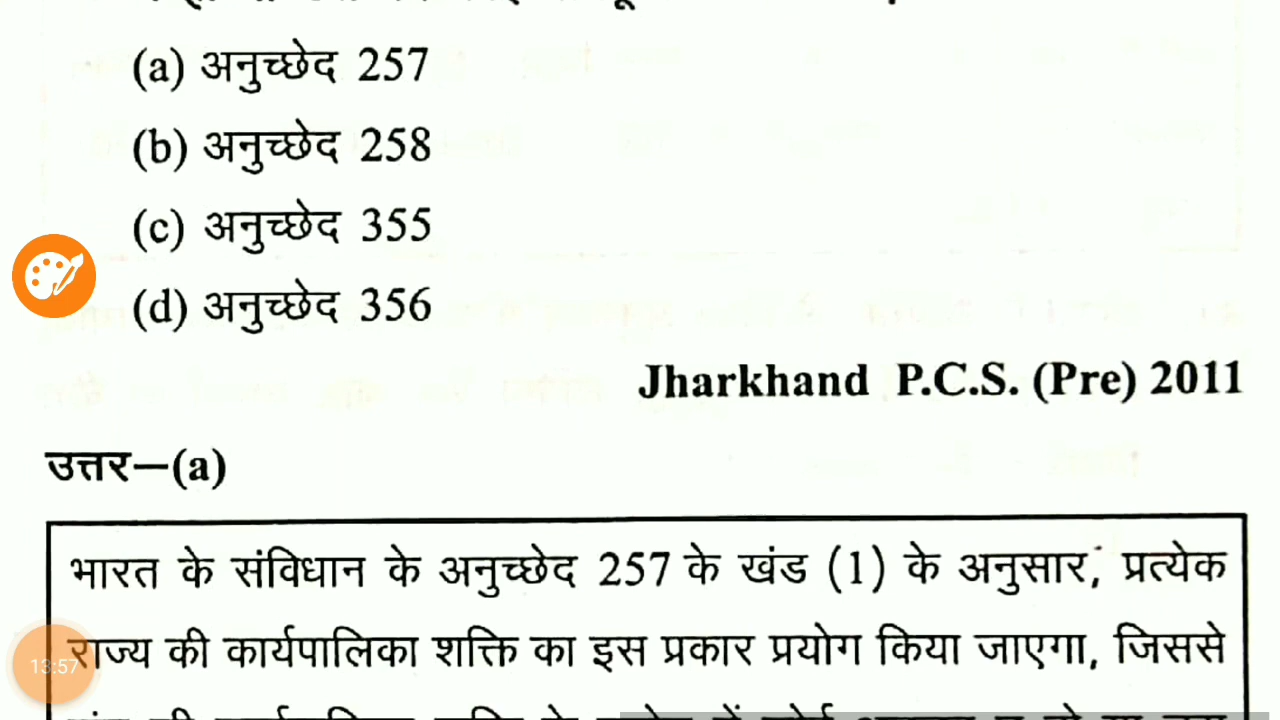 (a) अनुच्छेद 257
(b) अनुच्छेद 258
(c) अनुच्छेद 355
(d) अनुच्छेद 356
Jharkhand P.C.S. (Pre) 2011
उत्तर–(a)
भारत के संविधान के अनुच्छेद 257 के खंड (1) के अनुसार, प्रत्येक
13:57
राज्य की कार्यपालिका शक्ति का इस प्रकार प्रयोग किया जाएगा, जिससे